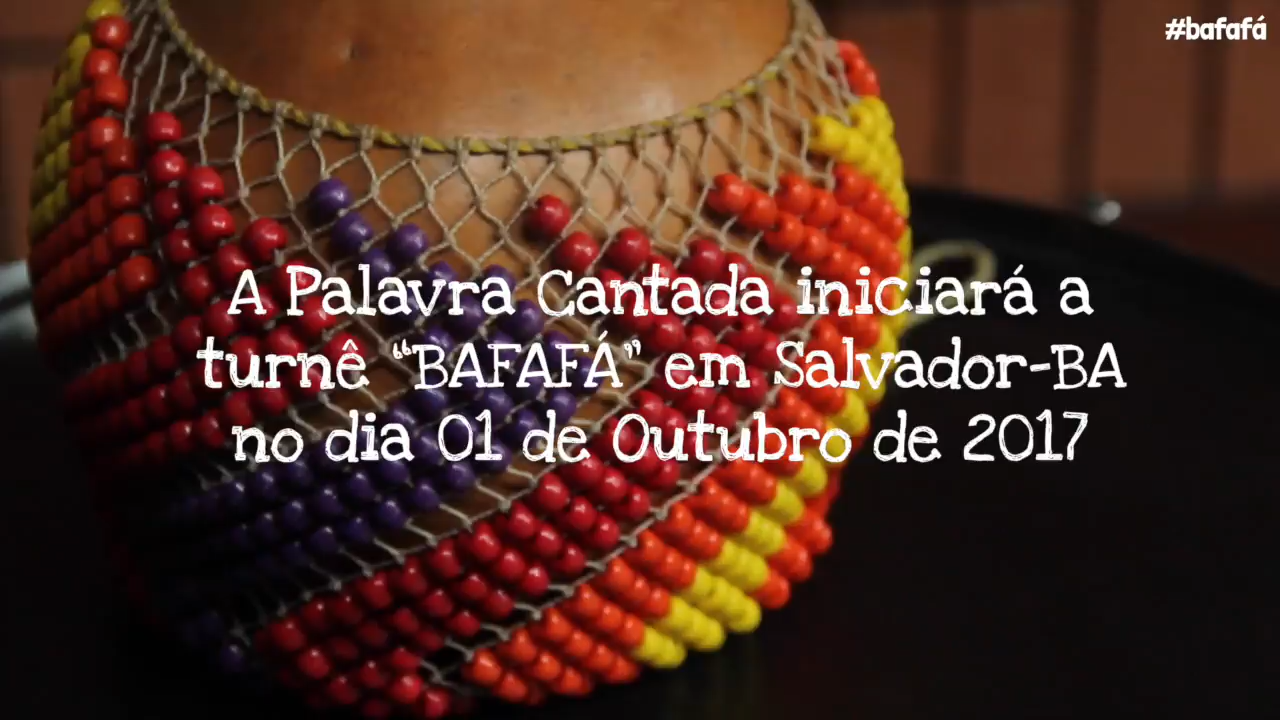 #bafafá
A Palavra Cantada iniciará a
turnê “BAFAFÁ” em Salvador-BA
no dia 01 de Outubro de 2017